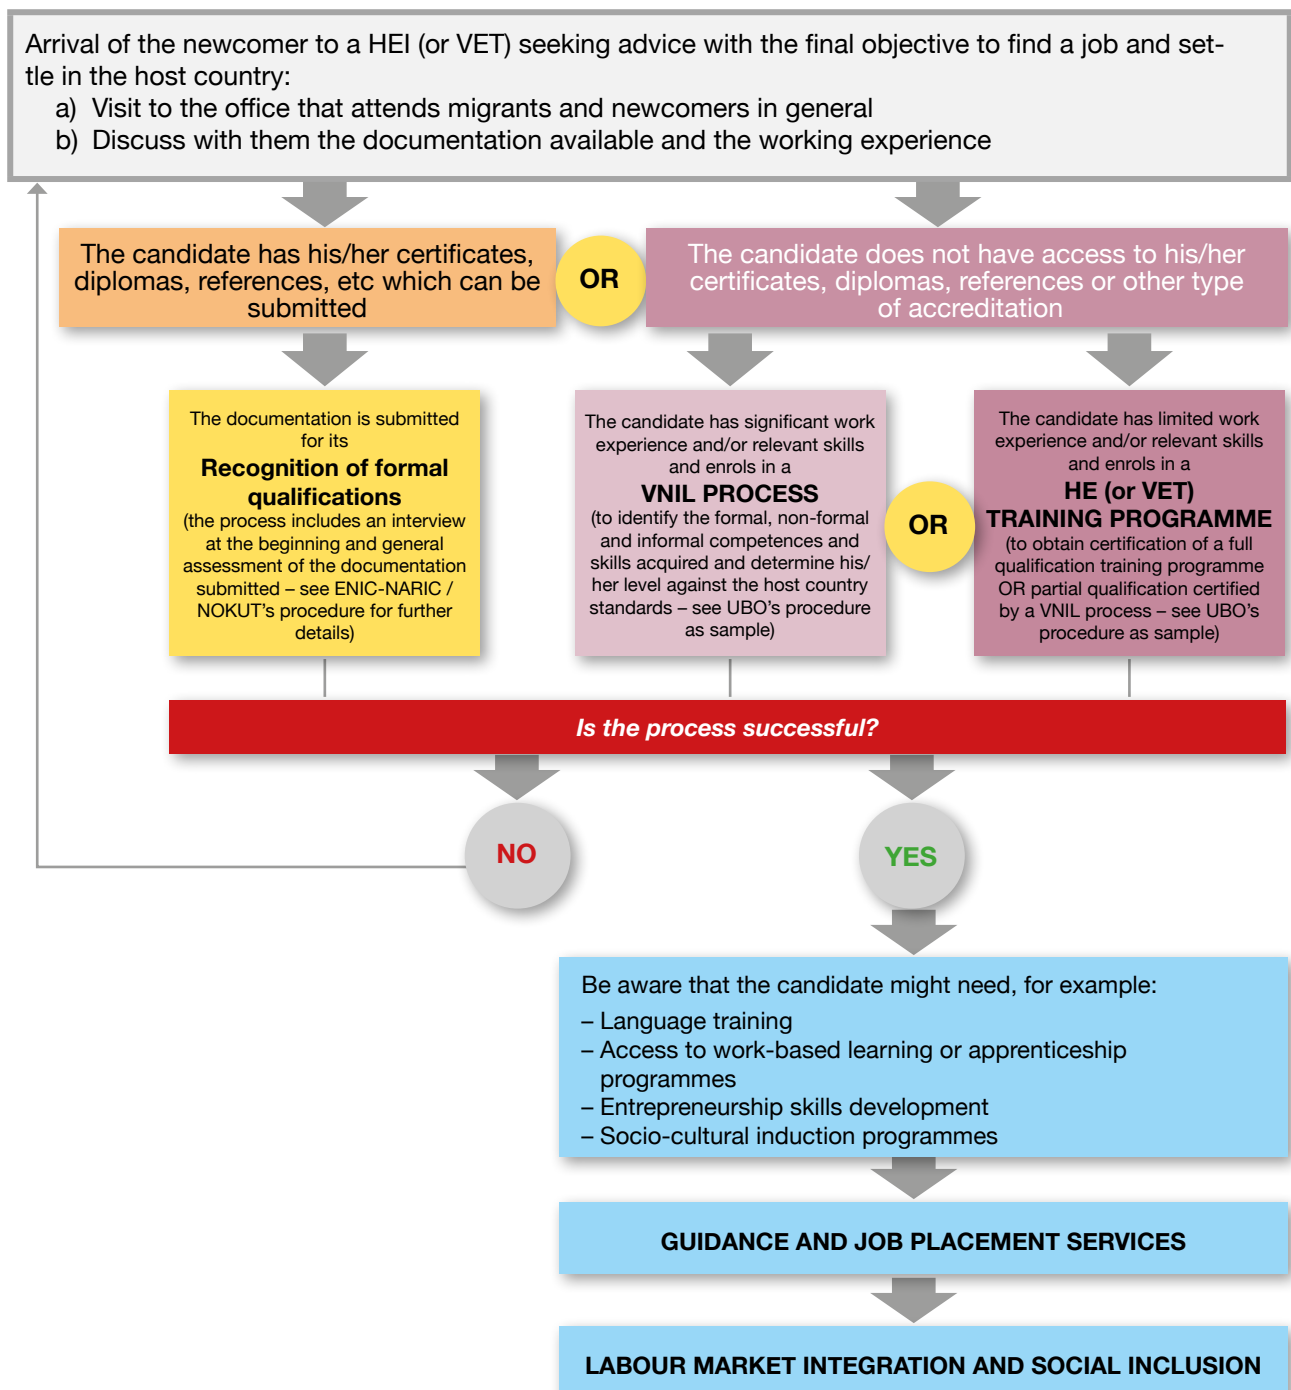 Arrival of the newcomer to a HEI (or VET) seeking advice with the final objective to find a job and set-
tle in the host country:
a) Visit to the office that attends migrants and newcomers in general
b) Discuss with them the documentation available and the working experience
The candidate has his/her certificates,
diplomas, references, etc which can be
submitted
OR
The candidate does not have access to his/her
certificates, diplomas, references or other type
of accreditation
The documentation is submitted
for its
Recognition of formal
qualifications
(the process includes an interview
at the beginning and general
assessment of the documentation
submitted – see ENIC-NARIC /
NOKUT’s procedure for further
details)
The candidate has significant work
experience and/or relevant skills
and enrols in a
VNIL PROCESS
(to identify the formal, non-formal
and informal competences and
skills acquired and determine his/
her level against the host country
standards – see UBO’s procedure
as sample)
OR
The candidate has limited work
experience and/or relevant skills
and enrols in a
HE (or VET)
TRAINING PROGRAMME
(to obtain certification of a full
qualification training programme
OR partial qualification certified
by a VNIL process – see UBO’s
procedure as sample)
Is the process successful?
NO
YES
Be aware that the candidate might need, for example:
– Language training
– Access to work-based learning or apprenticeship
programmes
– Entrepreneurship skills development
– Socio-cultural induction programmes
GUIDANCE AND JOB PLACEMENT SERVICES
LABOUR MARKET INTEGRATION AND SOCIAL INCLUSION